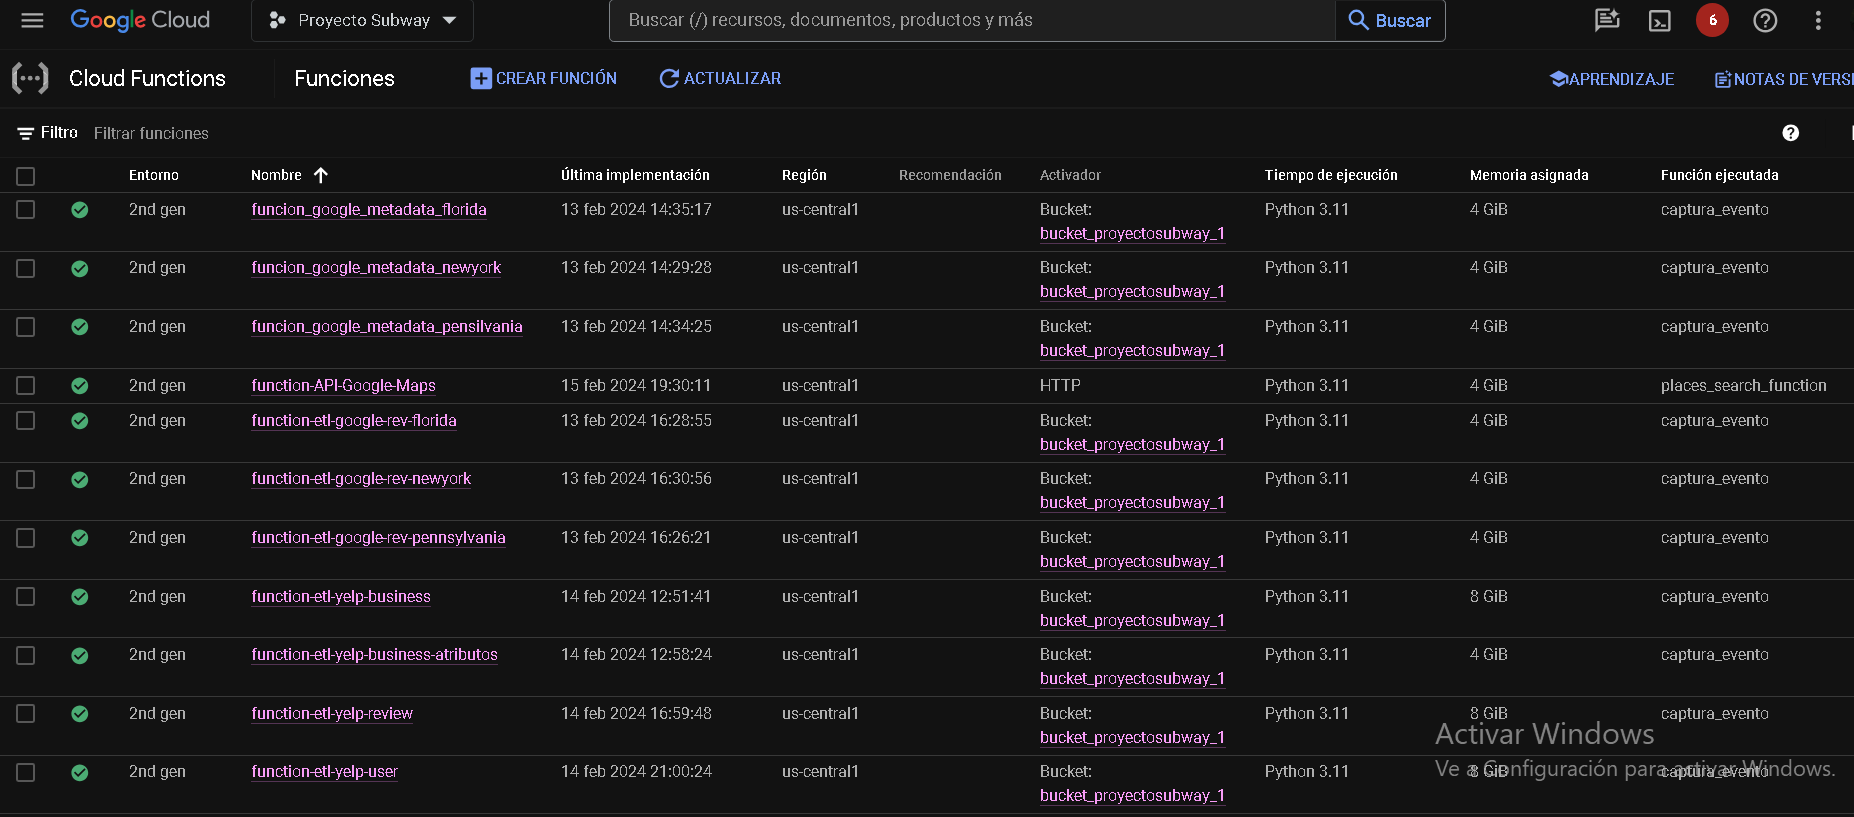 Google Cloud
Proyecto Subway
Buscar (/) recursos, documentos, productos y más
Buscar
6
Cloud Functions
Funciones
CREAR FUNCIÓN
ACTUALIZAR
APRENDIZAJE
NOTAS DE VERSI
Filtro Filtrar funciones
Entorno Nombre Última implementación Región Recomendación Activador Tiempo de ejecución Memoria asignada Función ejecutada
2nd gen funcion_google_metadata_florida 13 feb 2024 14:35:17 us-central1 Bucket: Python 3.11 4 GiB captura_evento
bucket_proyectosubway_1
2nd gen funcion_google_metadata_newyork 13 feb 2024 14:29:28 us-central1 Bucket: Python 3.11 4 GiB captura_evento
bucket_proyectosubway_1
2nd gen funcion_google_metadata_pensilvania 13 feb 2024 14:34:25 us-central1 Bucket: Python 3.11 4 GiB captura_evento
bucket_proyectosubway_1
2nd gen function-API-Google-Maps 15 feb 2024 19:30:11 us-central1 HTTP Python 3.11 4 GiB places_search_function
2nd gen function-etl-google-rev-florida 13 feb 2024 16:28:55 us-central1 Bucket: Python 3.11 4 GiB captura_evento
bucket_proyectosubway_1
2nd gen function-etl-google-rev-newyork 13 feb 2024 16:30:56 us-central1 Bucket: Python 3.11 4 GiB captura_evento
bucket_proyectosubway_1
2nd gen function-etl-google-rev-pennsylvania 13 feb 2024 16:26:21 us-central1 Bucket: Python 3.11 4 GiB captura_evento
bucket_proyectosubway_1
2nd gen function-etl-yelp-business 14 feb 2024 12:51:41 us-central1 Bucket: Python 3.11 8 GiB captura_evento
bucket_proyectosubway_1
2nd gen function-etl-yelp-business-atributos 14 feb 2024 12:58:24 us-central1 Bucket: Python 3.11 4 GiB captura_evento
bucket_proyectosubway_1
2nd gen function-etl-yelp-review 14 feb 2024 16:59:48 us-central1 Bucket: Python 3.11 8 GiB captura_evento
bucket_proyectosubway_1
2nd gen function-etl-yelp-user 14 feb 2024 21:00:24 us-central1 Bucket: Python 3.11 8 GiB captura_evento
bucket_proyectosubway_1
Activar Windows
Ve a Configuración para activar Windows.